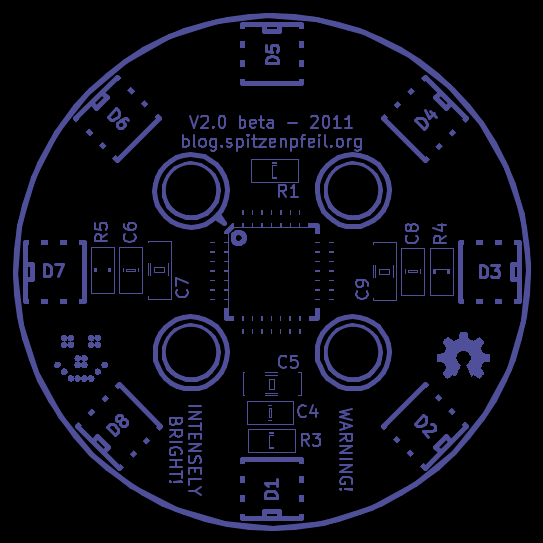 D5
D6
D4
V2.0 beta - 2011
blog.spitzenpfeil.org
R1
R5
C6
C8
R4
D7
D3
C7
C9
C5
C4
R3
D8
D2
INTENSELY
BRIGHT!
WARNING!
D1